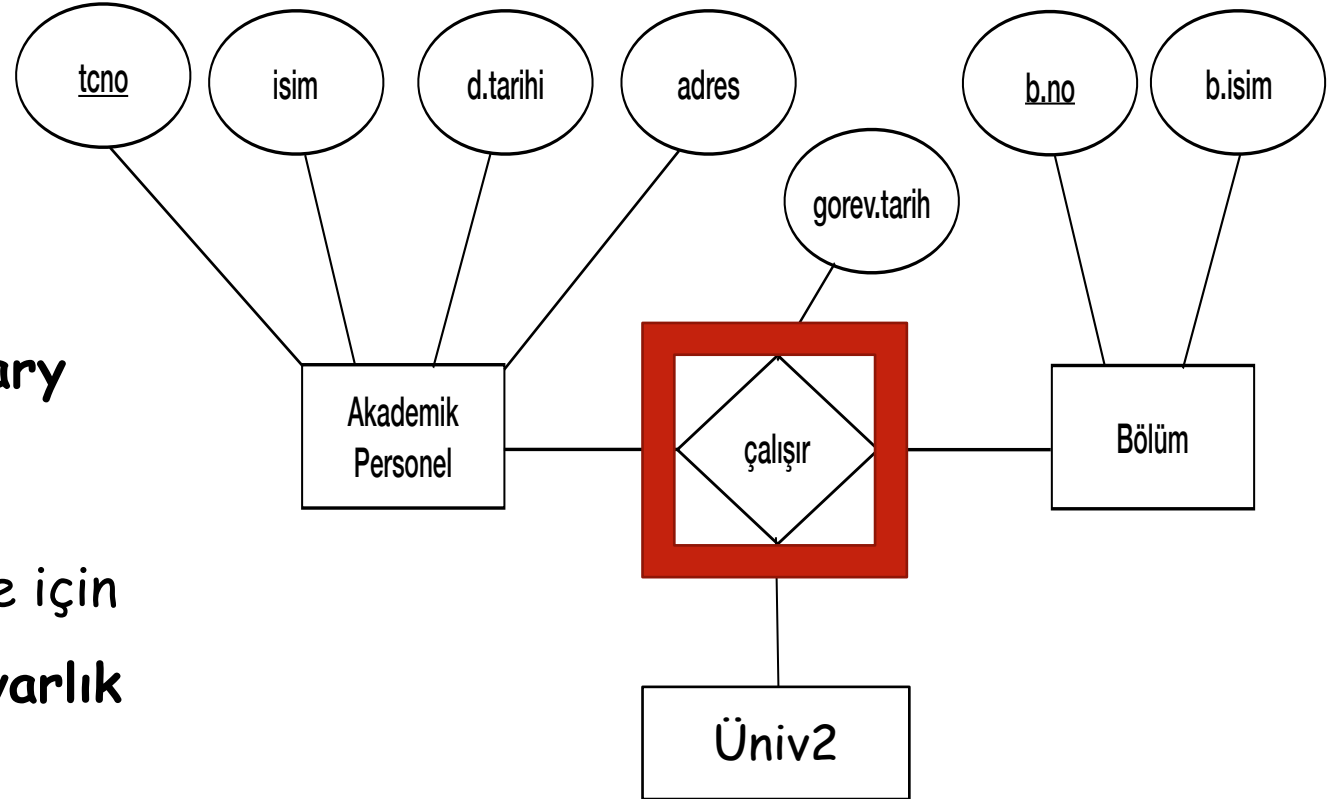 tcno
isim
d.tarihi
adres
b.no
b.isim
gorev.tarih
ary
Akademik
Personel
çalışır
Bölüm
e için
varlık
Üniv2